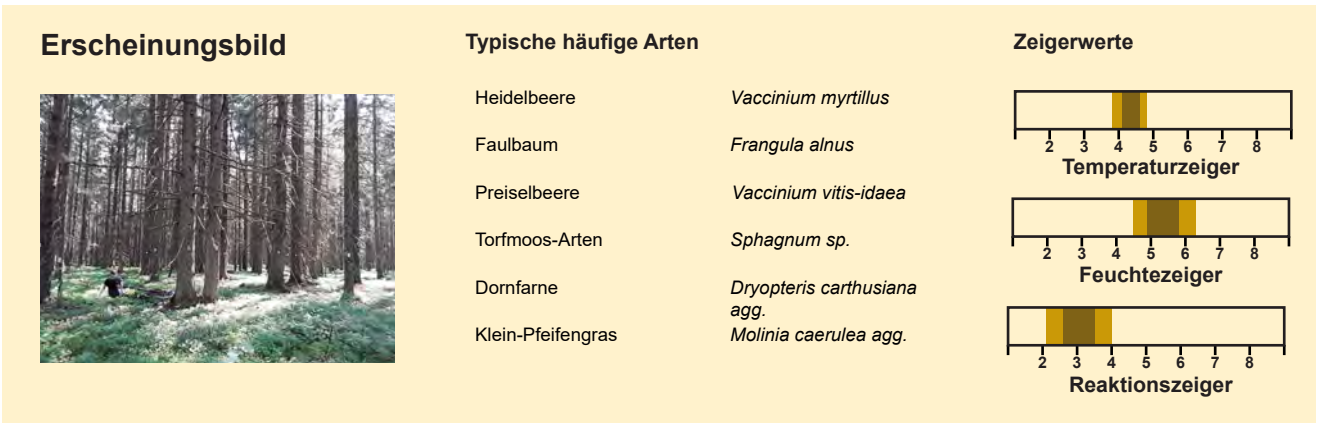 Erscheinungsbild
Typische häufige Arten
Heidelbeere Vaccinium myrtillus
Faulbaum Frangula alnus
Preiselbeere Vaccinium vitis-idaea
Torfmoos-Arten Sphagnum sp.
Dornfarne Dryopteris carthusiana
agg.
Klein-Pfeifengras Molinia caerulea agg.
Zeigerwerte
2 3 4 5 6 7 8
Temperaturzeiger
2 3 4 5 6 7 8
Feuchtezeiger
2 3 4 5 6 7 8
Reaktionszeiger